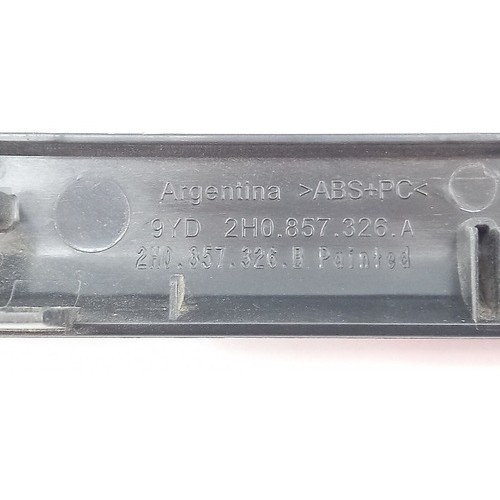 Argentina >ABS+PC<
9YD 2H0.857.326.A
2H0.857.326.B Painted